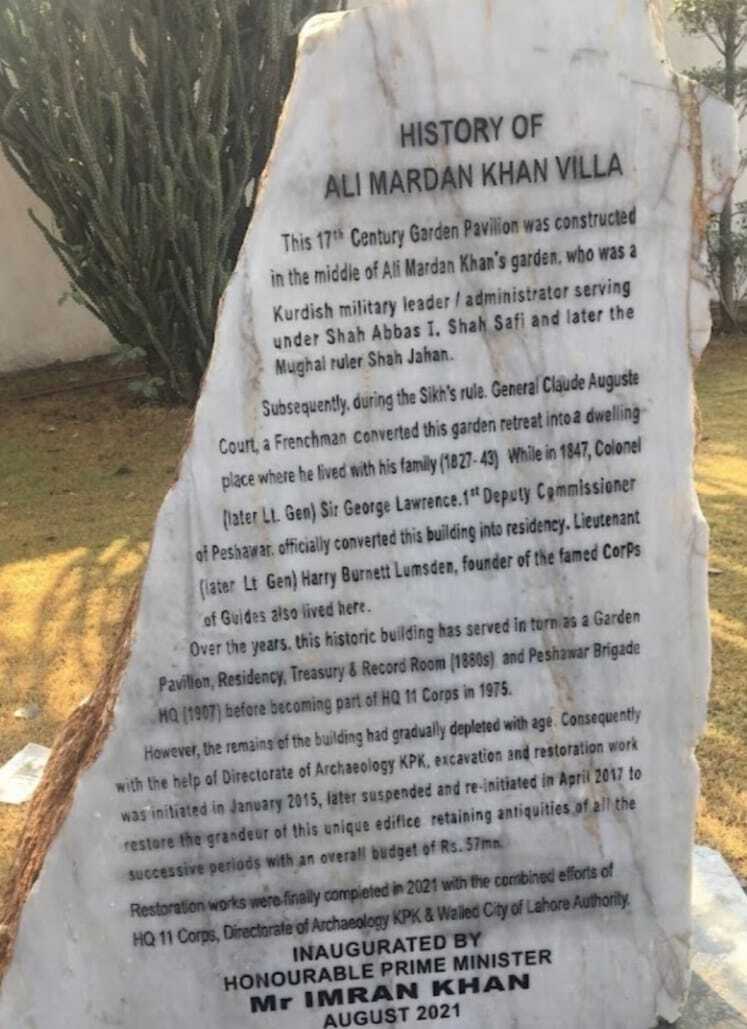 HISTORY OF
ALI MARDAN KHAN VILLA
This 17th Century Garden Pavilion was constructed
in the middle of Ali Mardan Khan's garden, who was a
Kurdish military leader / administrator serving
under Shah Abbas I, Shah Safi and later the
Mughal ruler Shah Jahan.
Subsequently, during the Sikh's rule, General Claude Auguste
Court, a Frenchman converted this garden retreat into a dwelling
place where he lived with his family (1827-43) While in 1847, Colonel
(later Lt. Gen) Sir George Lawrence, 1st Deputy Commissioner
of Peshawar, officially converted this building into residency. Lieutenant
(later Lt Gen) Harry Burnett Lumsden, founder of the famed Corps
of Guides also lived here.
Over the years, this historic building has served in turn as a Garden
Pavilion, Residency, Treasury & Record Room (1880s) and Peshawar Brigade
HQ (1907) before becoming part of HQ 11 Corps in 1975.
However, the remains of the building had gradually depleted with age. Consequently
with the help of Directorate of Archaeology KPK, excavation and restoration work
was initiated in January 2015, later suspended and re-initiated in April 2017 to
restore the grandeur of this unique edifice retaining antiquities of all the
successive periods with an overall budget of Rs. 57mn.
Restoration works were finally completed in 2021 with the combined efforts of
HQ 11 Corps, Directorate of Archaeology KPK & Walled City of Lahore Authority.
INAUGURATED BY
HONOURABLE PRIME MINISTER
Mr IMRAN KHAN
AUGUST 2021